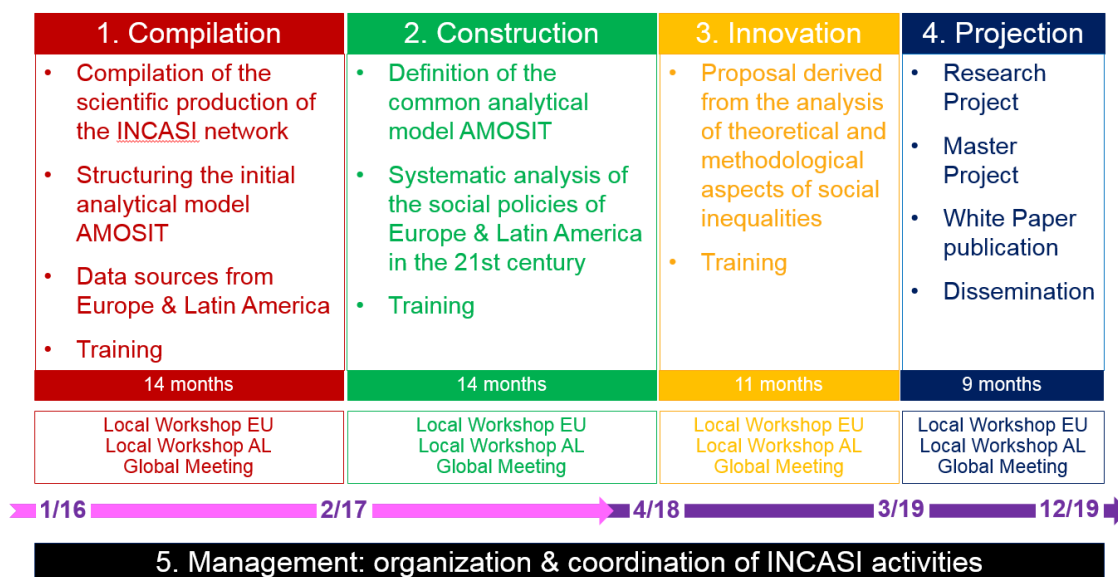 1. Compilation
• Compilation of the
scientific production of
the INCASI network
• Structuring the initial
analytical model
AMOSIT
• Data sources from
Europe & Latin America
• Training
14 months
Local Workshop EU
Local Workshop AL
Global Meeting
2. Construction
• Definition of the
common analytical
model AMOSIT
• Systematic analysis of
the social policies of
Europe & Latin America
in the 21st century
• Training
14 months
Local Workshop EU
Local Workshop AL
Global Meeting
3. Innovation
• Proposal derived
from the analysis
of theoretical and
methodological
aspects of social
inequalities
• Training
11 months
Local Workshop EU
Local Workshop AL
Global Meeting
4. Projection
• Research
Project
• Master
Project
• White Paper
publication
• Dissemination
9 months
Local Workshop EU
Local Workshop AL
Global Meeting
1/16 2/17 4/18 3/19 12/19
5. Management: organization & coordination of INCASI activities